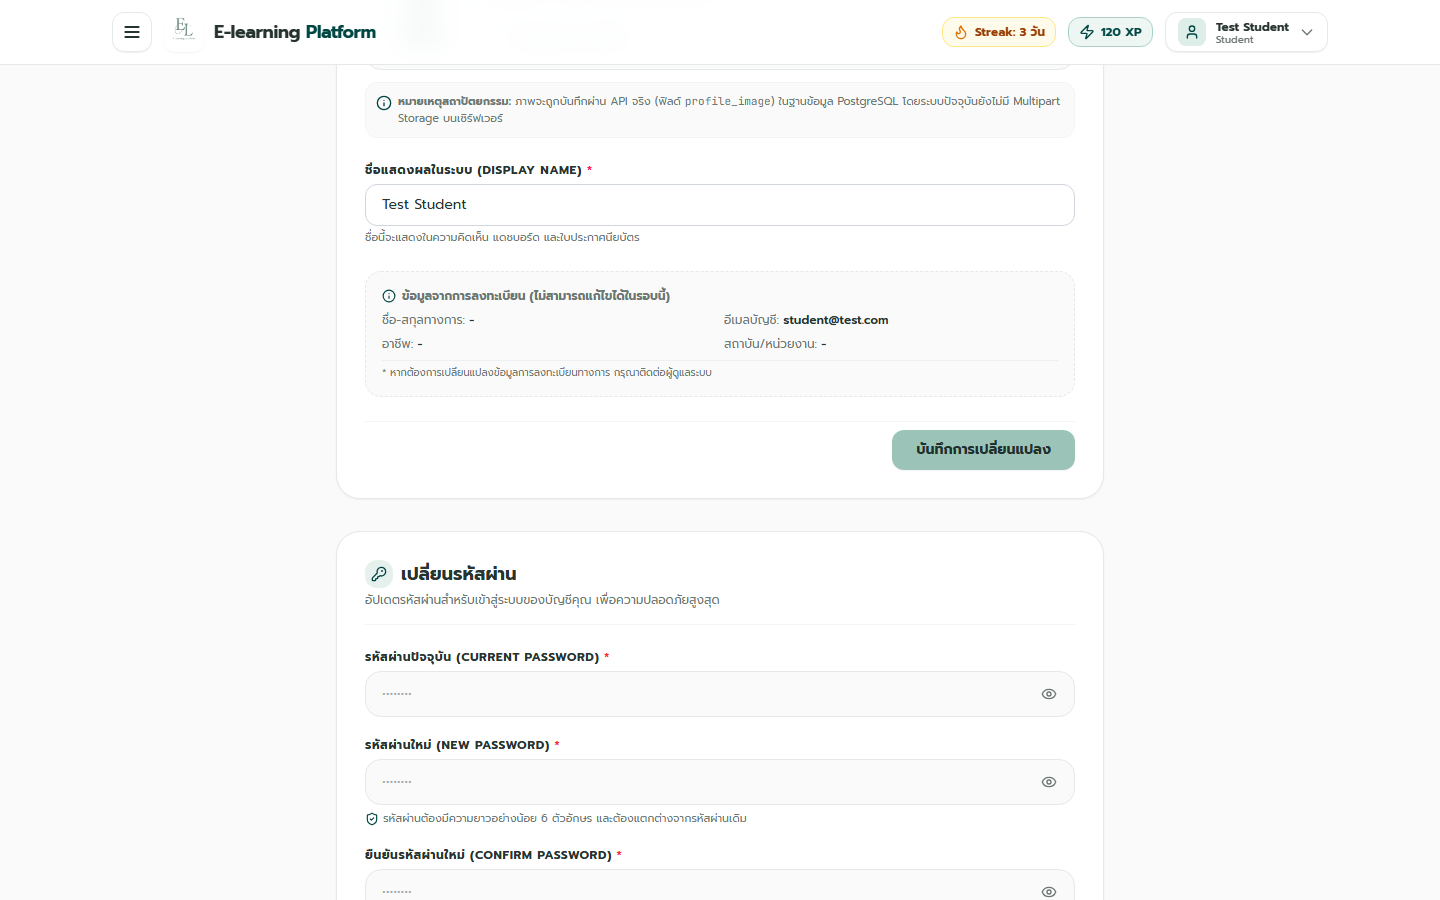 E-learning Platform
Streak: 3 วัน
120 XP
Test Student
Student
หมายเหตุสถาปัตยกรรม: ภาพจะถูกบันทึกผ่าน API จริง (ฟิลด์ profile_image) ในฐานข้อมูล PostgreSQL โดยระบบปัจจุบันยังไม่มี Multipart
Storage บนเซิร์ฟเวอร์
ชื่อแสดงผลในระบบ (DISPLAY NAME) *
Test Student
ชื่อนี้จะแสดงในความคิดเห็น แดชบอร์ด และใบประกาศนียบัตร
ข้อมูลจากการลงทะเบียน (ไม่สามารถแก้ไขได้ในรอบนี้)
ชื่อ-สกุลทางการ: -
อีเมลบัญชี: student@test.com
อาชีพ: -
สถาบัน/หน่วยงาน: -
* หากต้องการเปลี่ยนแปลงข้อมูลการลงทะเบียนทางการ กรุณาติดต่อผู้ดูแลระบบ
บันทึกการเปลี่ยนแปลง
เปลี่ยนรหัสผ่าน
อัปเดตรหัสผ่านสำหรับเข้าสู่ระบบของบัญชีคุณ เพื่อความปลอดภัยสูงสุด
รหัสผ่านปัจจุบัน (CURRENT PASSWORD) *
••••••••
รหัสผ่านใหม่ (NEW PASSWORD) *
••••••••
รหัสผ่านต้องมีความยาวอย่างน้อย 6 ตัวอักษร และต้องแตกต่างจากรหัสผ่านเดิม
ยืนยันรหัสผ่านใหม่ (CONFIRM PASSWORD) *
••••••••